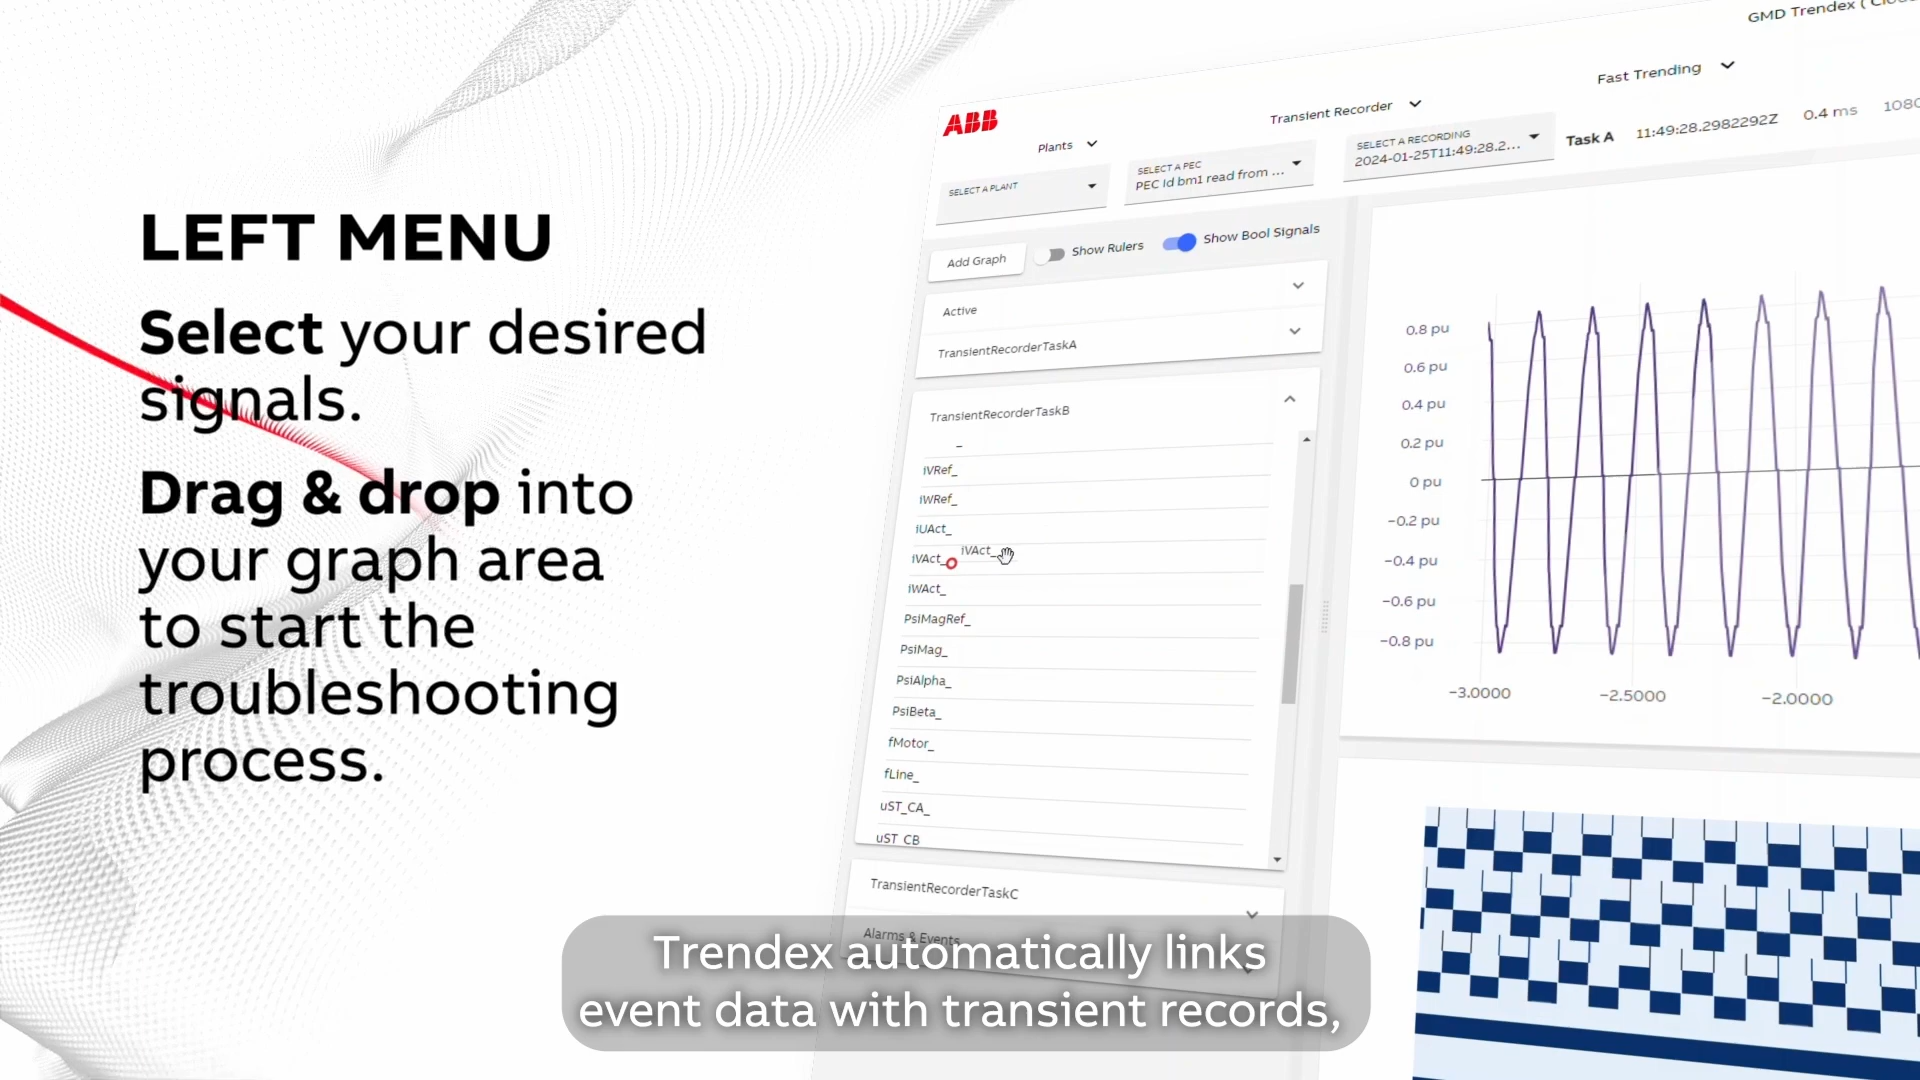 LEFT MENU
Select your desired
signals.
Drag & drop into
your graph area
to start the
troubleshooting
process.
GMD Trendex
Fast Trending
ABB
Plants
Transient Recorder
SELECT A PLANT
SELECT A PEC
PEC Id bm1 read from ...
SELECT A RECORDING
2024-01-25T11:49:28.2...
Task A
11:49:28.2982292Z
0.4 ms
1080
Add Graph
Show Rulers
Show Bool Signals
Active
TransientRecorderTaskA
TransientRecorderTaskB
iVRef_
iWRef_
iUAct_
iVAct_
iVAct_
iWAct_
PsiMagRef_
PsiMag_
PsiAlpha_
PsiBeta_
fMotor_
fLine_
uST_CA_
uST_CB
TransientRecorderTaskC
Alarms & Events
0.8 pu
0.6 pu
0.4 pu
0.2 pu
0 pu
−0.2 pu
−0.4 pu
−0.6 pu
−0.8 pu
−3.0000
−2.5000
−2.0000
Trendex automatically links
event data with transient records,